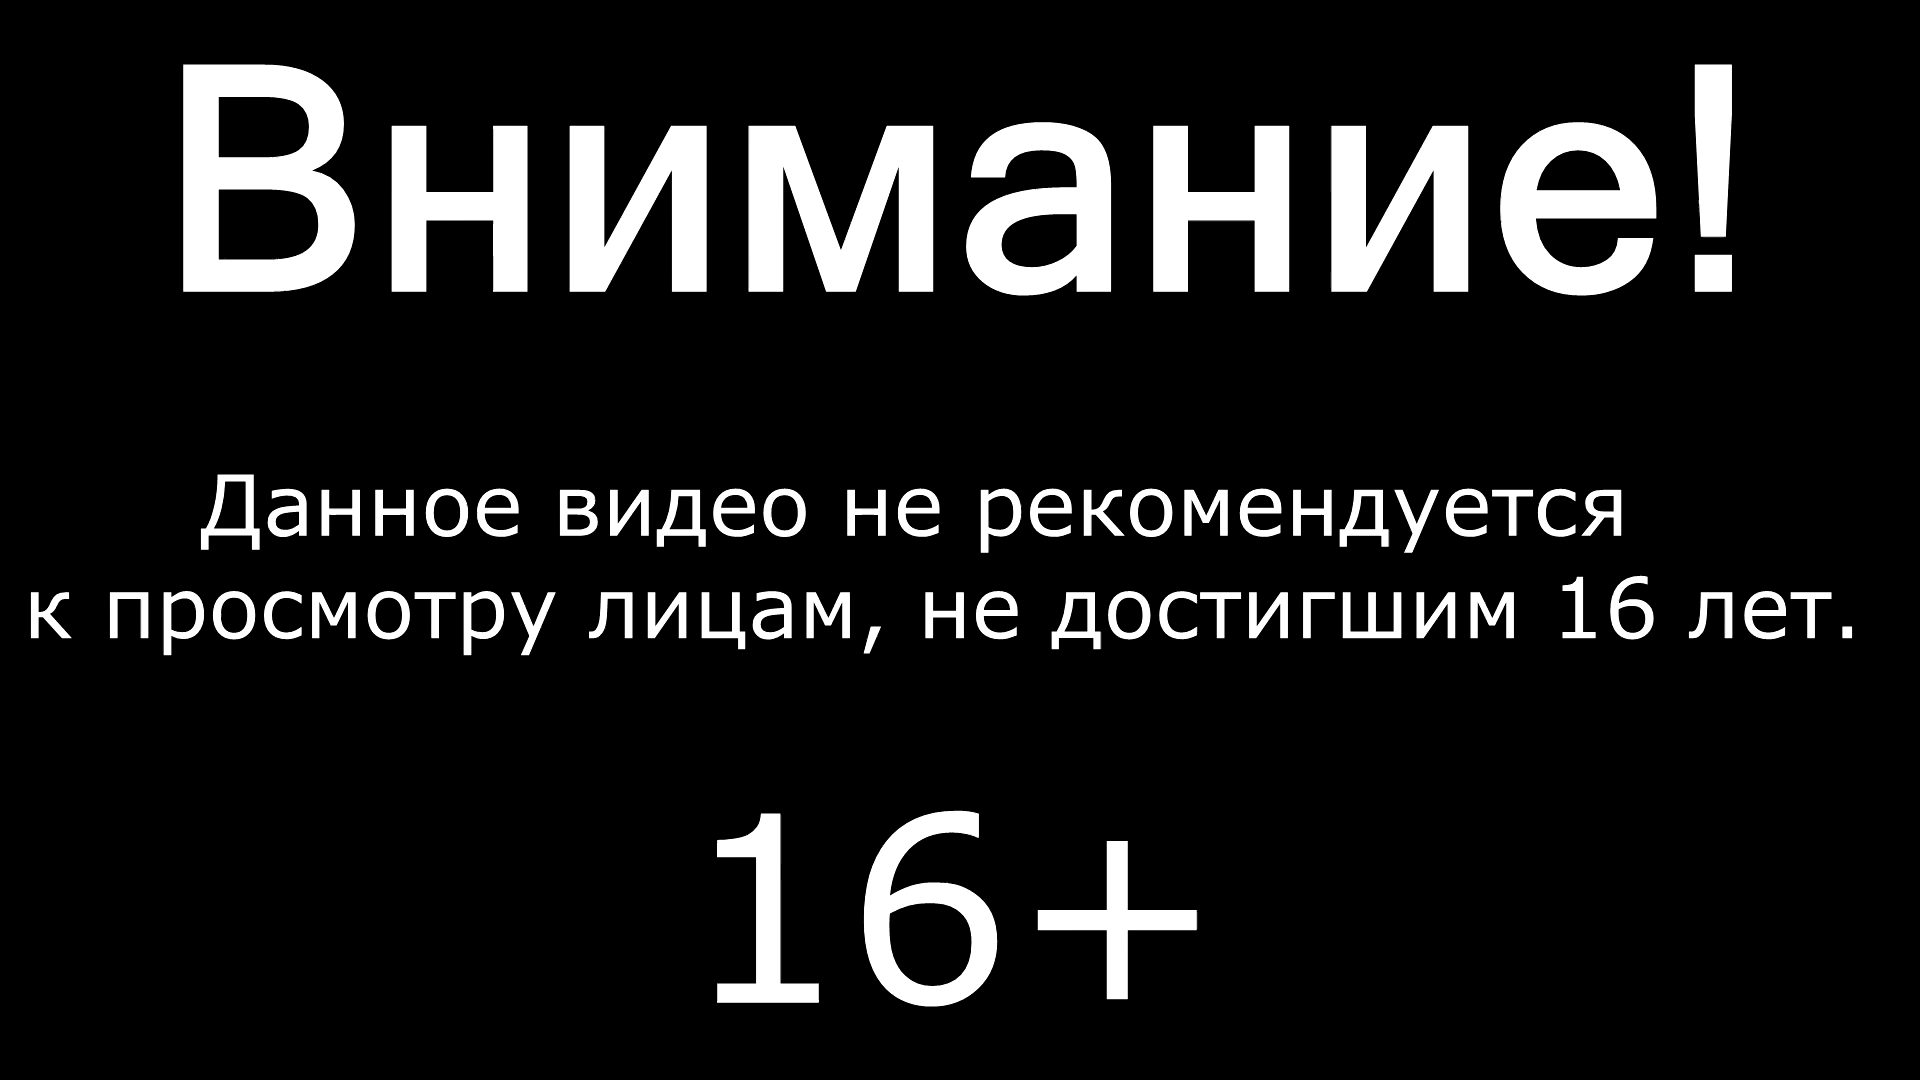 Внимание!
Данное видео не рекомендуется
к просмотру лицам, не достигшим 16 лет.
16+